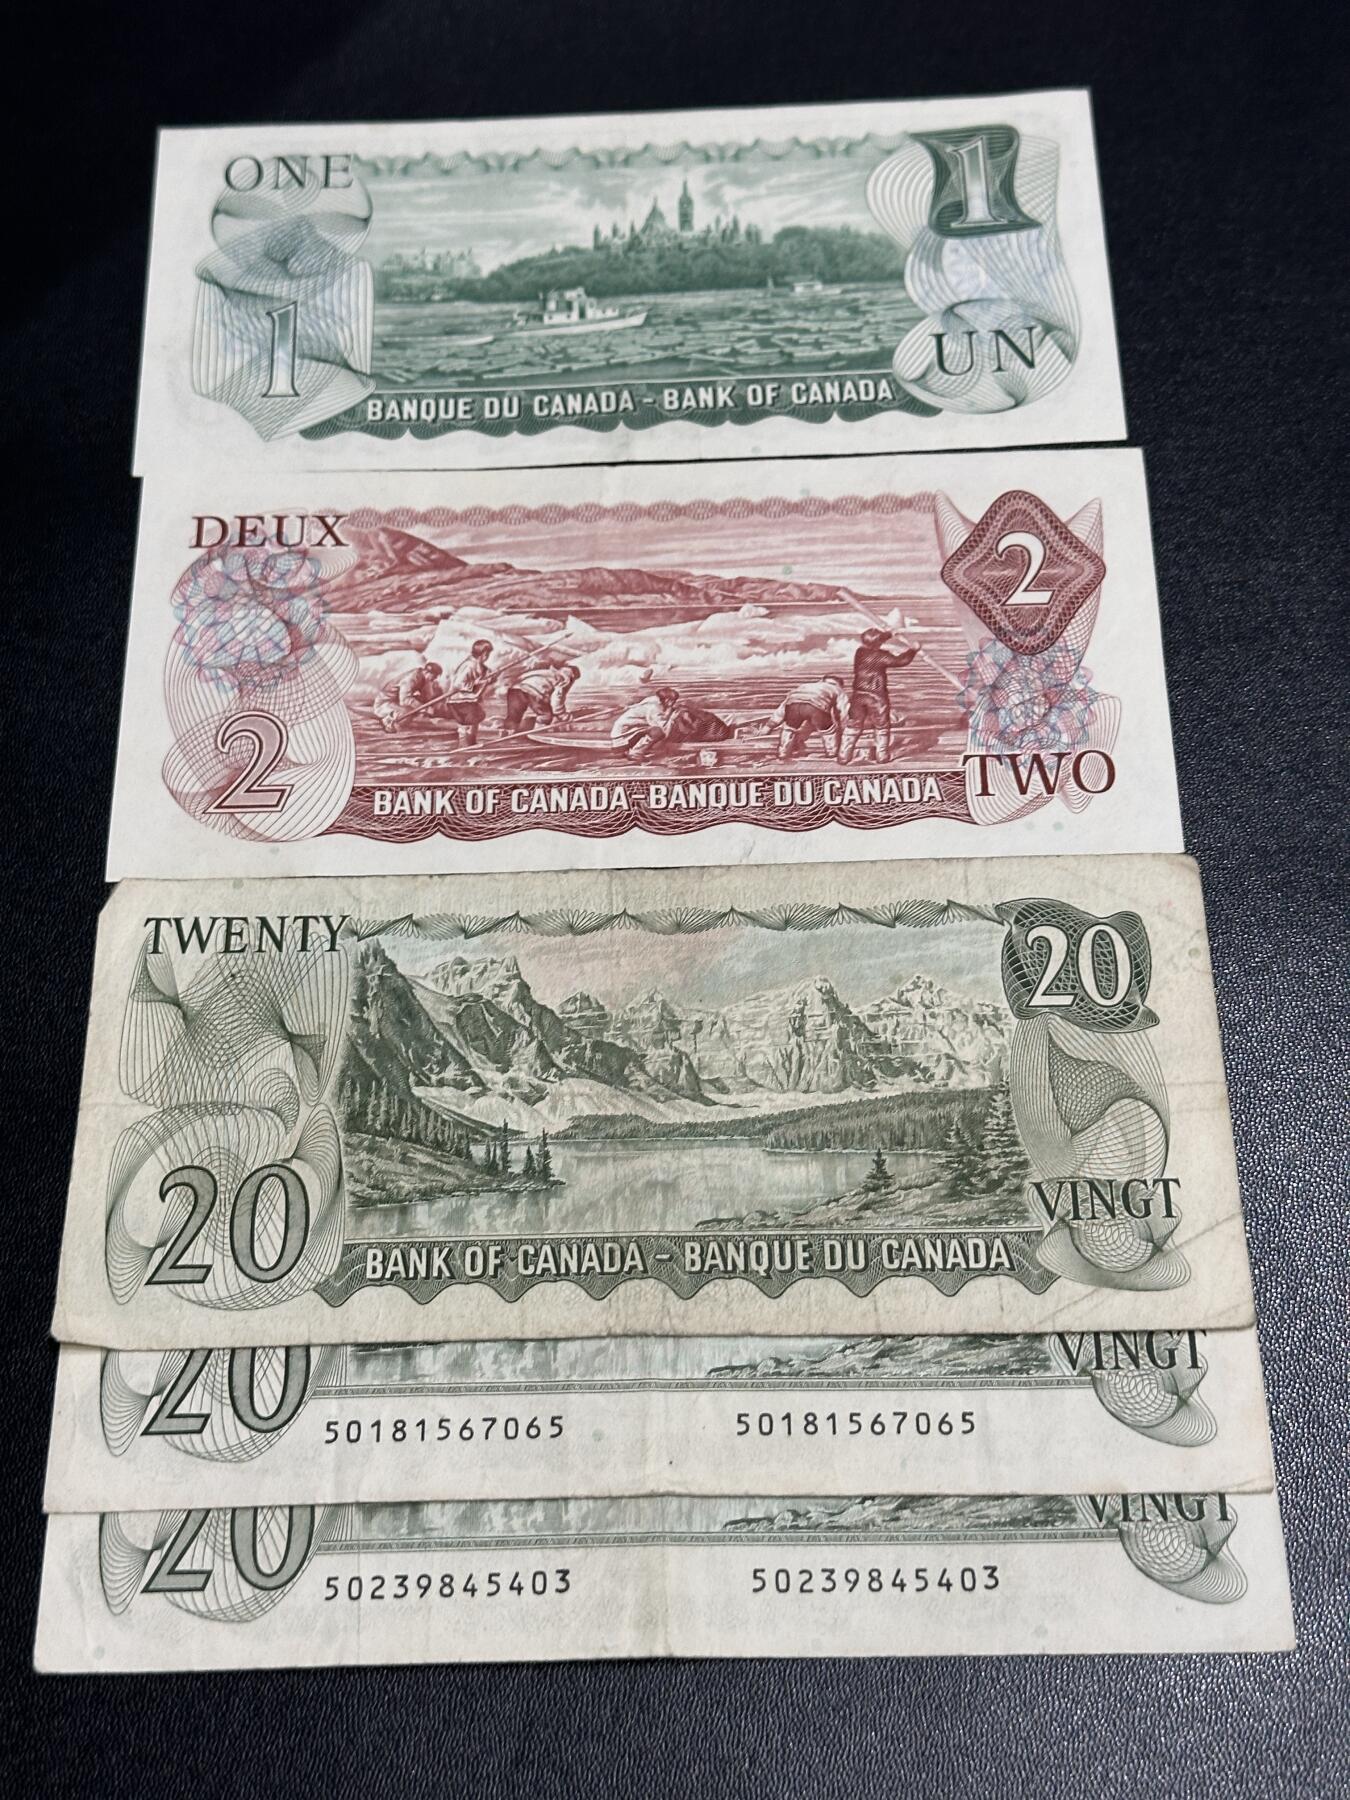 ONE
1
1
UN
BANQUE DU CANADA - BANK OF CANADA
DEUX
2
2
TWO
BANK OF CANADA-BANQUE DU CANADA
TWENTY
20
20
VINGT
BANK OF CANADA - BANQUE DU CANADA
20
VINGT
50181567065 50181567065
20
VINGT
50239845403 50239845403